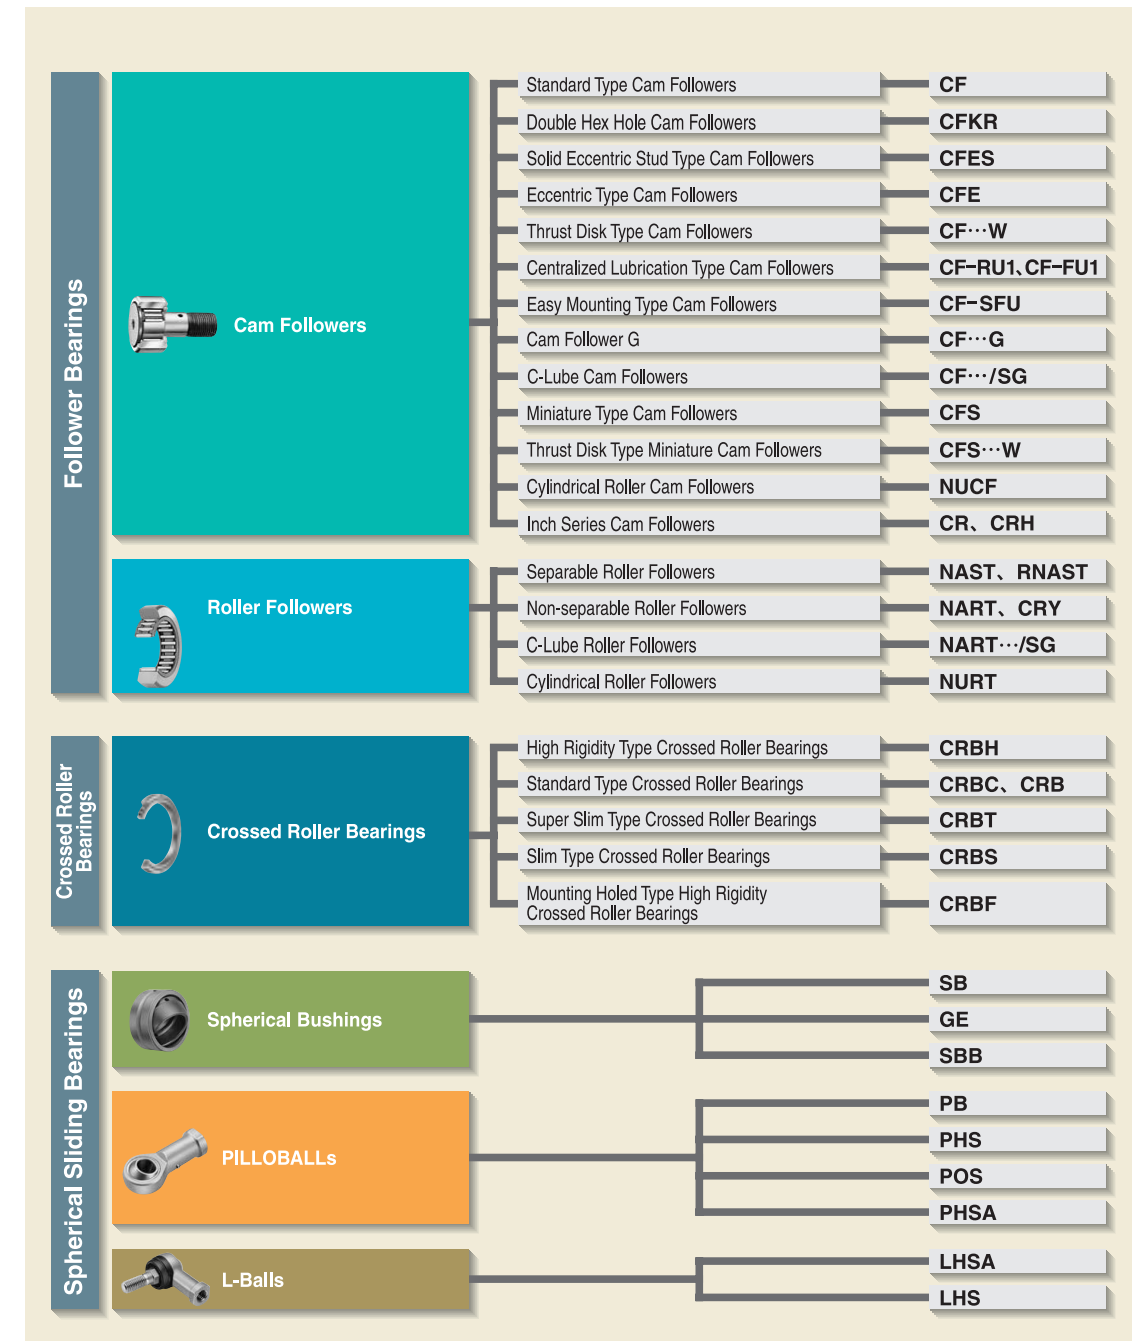 Follower Bearings
Cam Followers
Standard Type Cam Followers CF
Double Hex Hole Cam Followers CFKR
Solid Eccentric Stud Type Cam Followers CFES
Eccentric Type Cam Followers CFE
Thrust Disk Type Cam Followers CF⋯W
Centralized Lubrication Type Cam Followers CF-RU1、CF-FU1
Easy Mounting Type Cam Followers CF-SFU
Cam Follower G CF⋯G
C-Lube Cam Followers CF⋯/SG
Miniature Type Cam Followers CFS
Thrust Disk Type Miniature Cam Followers CFS⋯W
Cylindrical Roller Cam Followers NUCF
Inch Series Cam Followers CR、CRH
Roller Followers
Separable Roller Followers NAST、RNAST
Non-separable Roller Followers NART、CRY
C-Lube Roller Followers NART⋯/SG
Cylindrical Roller Followers NURT
Crossed Roller
Bearings
Crossed Roller Bearings
High Rigidity Type Crossed Roller Bearings CRBH
Standard Type Crossed Roller Bearings CRBC、CRB
Super Slim Type Crossed Roller Bearings CRBT
Slim Type Crossed Roller Bearings CRBS
Mounting Holed Type High Rigidity
Crossed Roller Bearings CRBF
Spherical Sliding Bearings
Spherical Bushings
SB
GE
SBB
PILLOBALLs
PB
PHS
POS
PHSA
L-Balls
LHSA
LHS